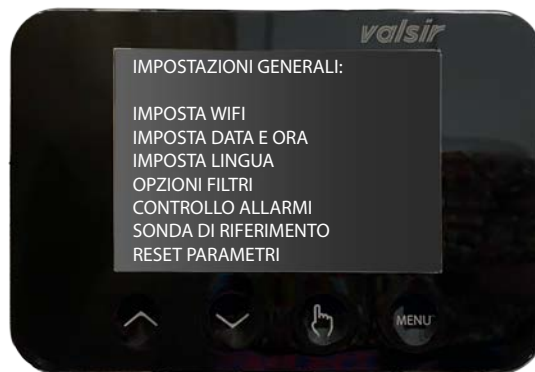 valsir
IMPOSTAZIONI GENERALI:
IMPOSTA WIFI
IMPOSTA DATA E ORA
IMPOSTA LINGUA
OPZIONI FILTRI
CONTROLLO ALLARMI
SONDA DI RIFERIMENTO
RESET PARAMETRI
MENU